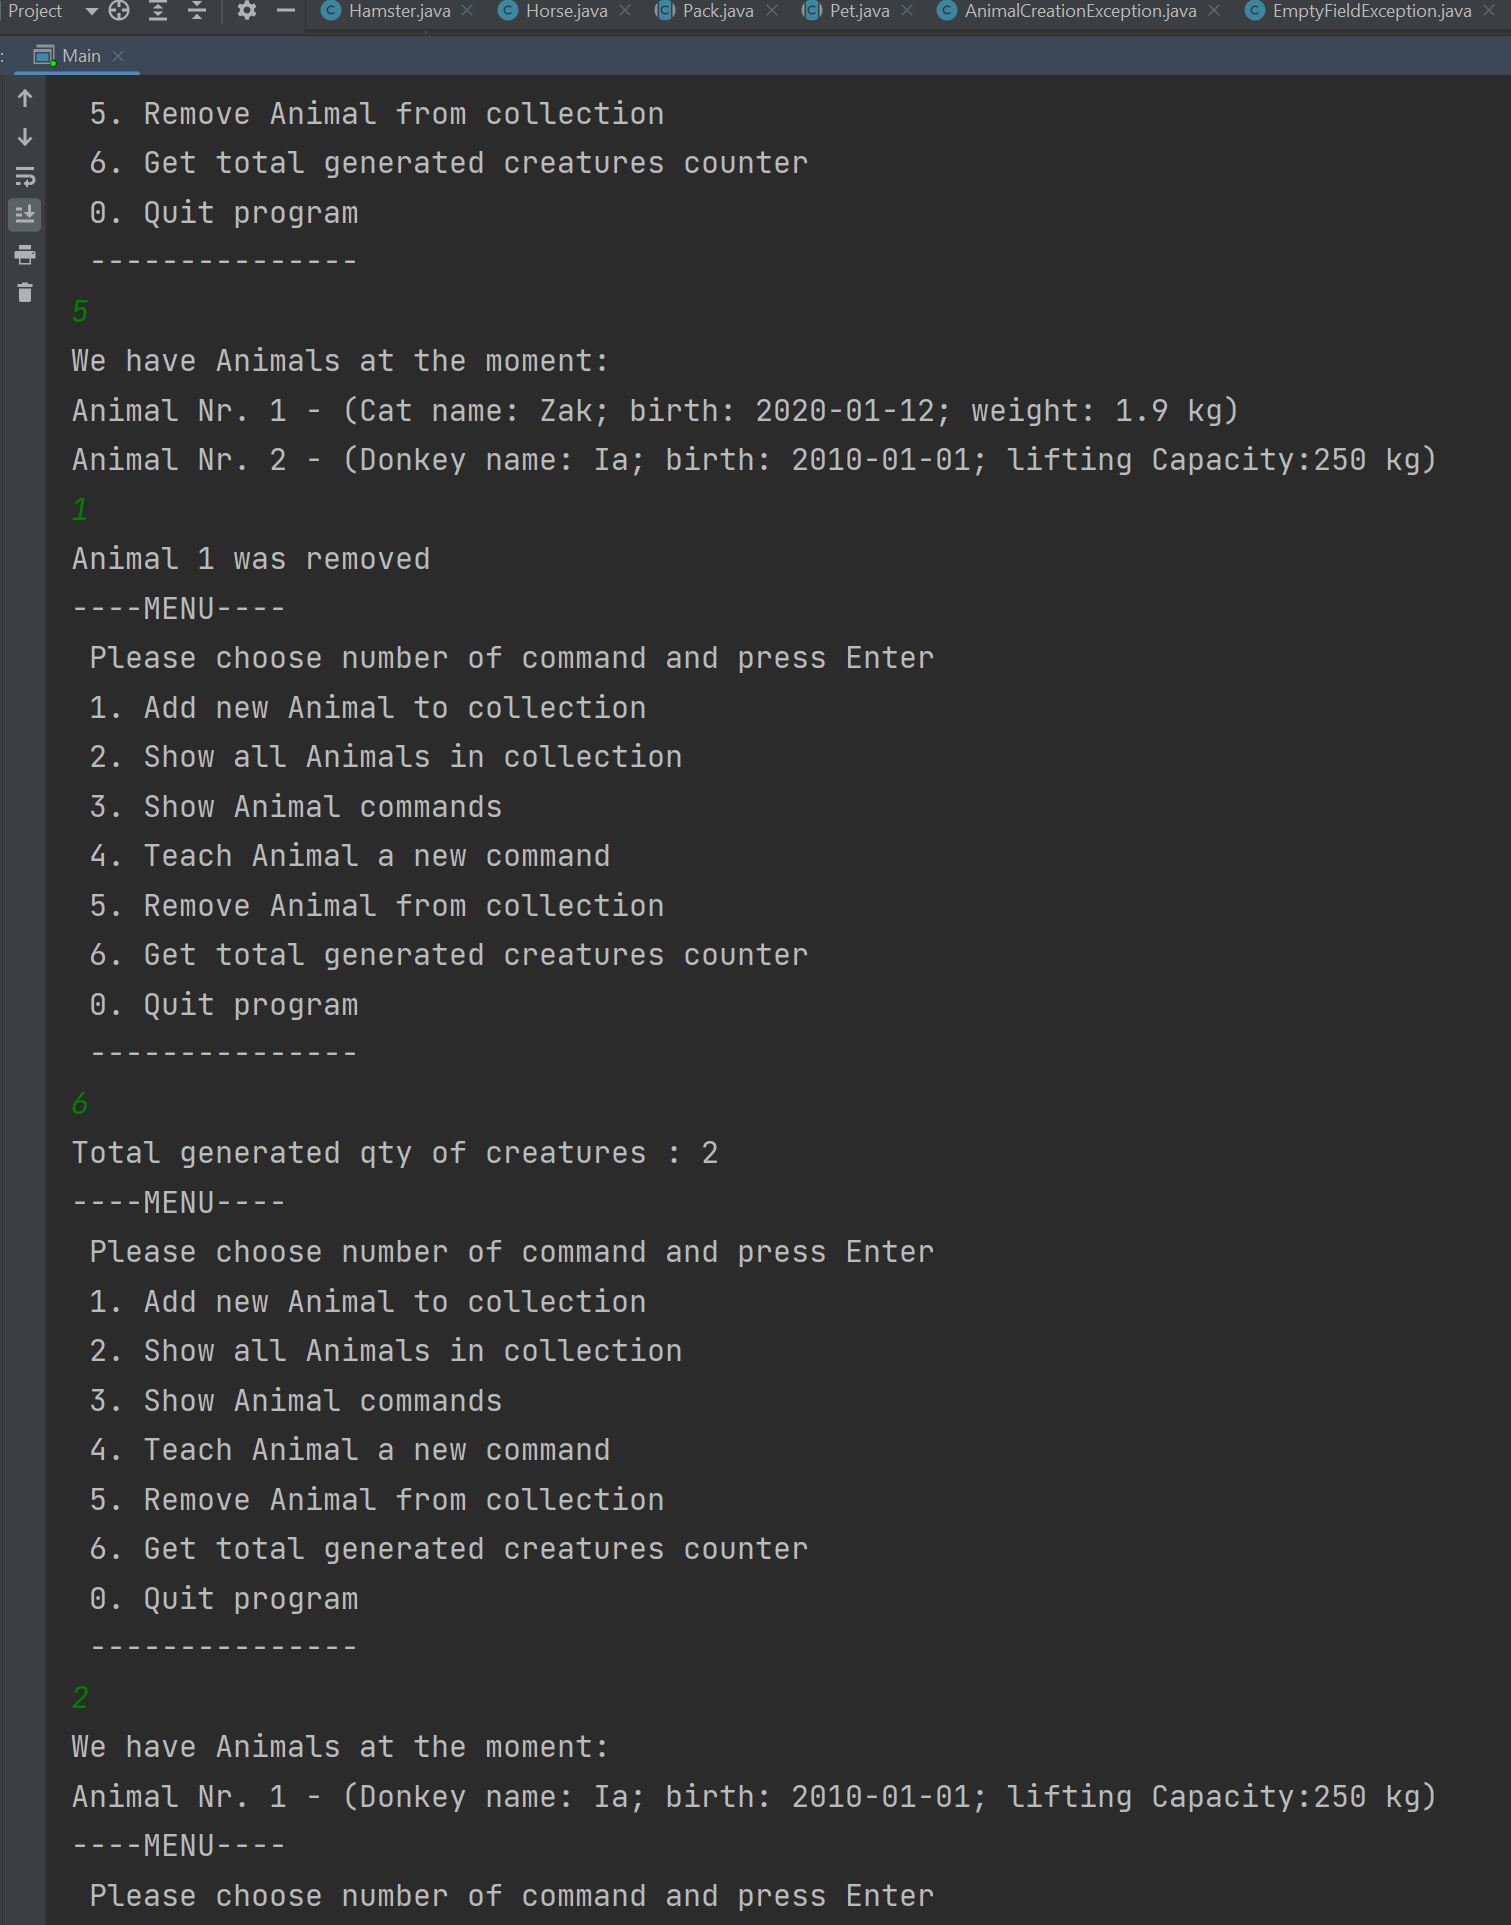 Project Hamster.java Horse.java Pack.java Pet.java AnimalCreationException.java EmptyFieldException.java
: Main
 5. Remove Animal from collection
 6. Get total generated creatures counter
 0. Quit program
 ---------------
5
We have Animals at the moment:
Animal Nr. 1 - (Cat name: Zak; birth: 2020-01-12; weight: 1.9 kg)
Animal Nr. 2 - (Donkey name: Ia; birth: 2010-01-01; lifting Capacity:250 kg)
1
Animal 1 was removed
----MENU----
 Please choose number of command and press Enter
 1. Add new Animal to collection
 2. Show all Animals in collection
 3. Show Animal commands
 4. Teach Animal a new command
 5. Remove Animal from collection
 6. Get total generated creatures counter
 0. Quit program
 ---------------
6
Total generated qty of creatures : 2
----MENU----
 Please choose number of command and press Enter
 1. Add new Animal to collection
 2. Show all Animals in collection
 3. Show Animal commands
 4. Teach Animal a new command
 5. Remove Animal from collection
 6. Get total generated creatures counter
 0. Quit program
 ---------------
2
We have Animals at the moment:
Animal Nr. 1 - (Donkey name: Ia; birth: 2010-01-01; lifting Capacity:250 kg)
----MENU----
 Please choose number of command and press Enter